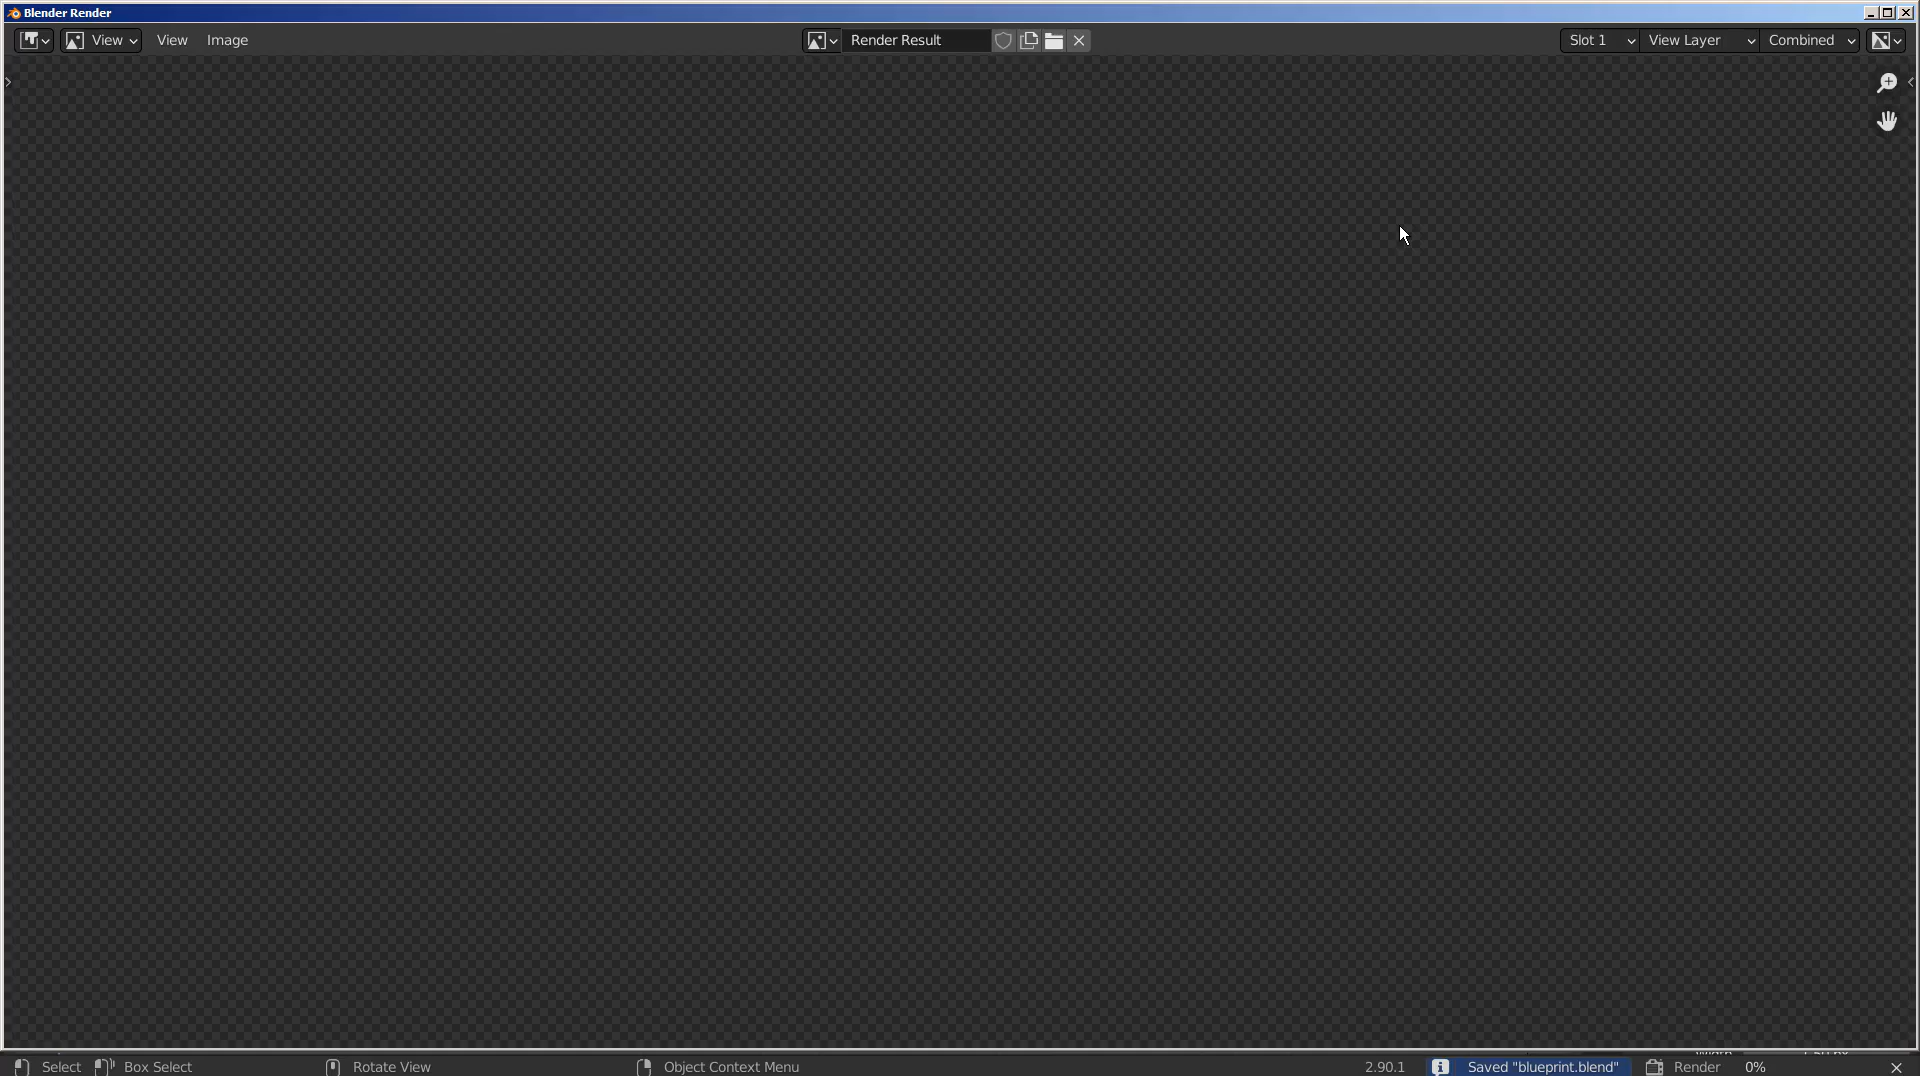 Blender Render
View View Image Render Result Slot 1 View Layer Combined
Select Box Select Rotate View Object Context Menu 2.90.1 Saved "blueprint.blend" Render 0%